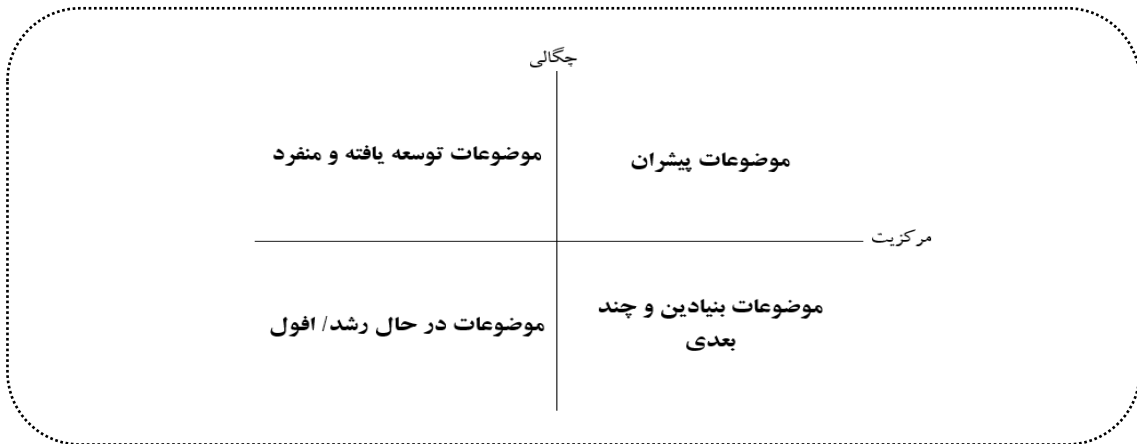 چگالی
موضوعات پیشران
موضوعات توسعه یافته و منفرد
مرکزیت
موضوعات بنیادین و چند
بعدی
موضوعات در حال رشد/ افول